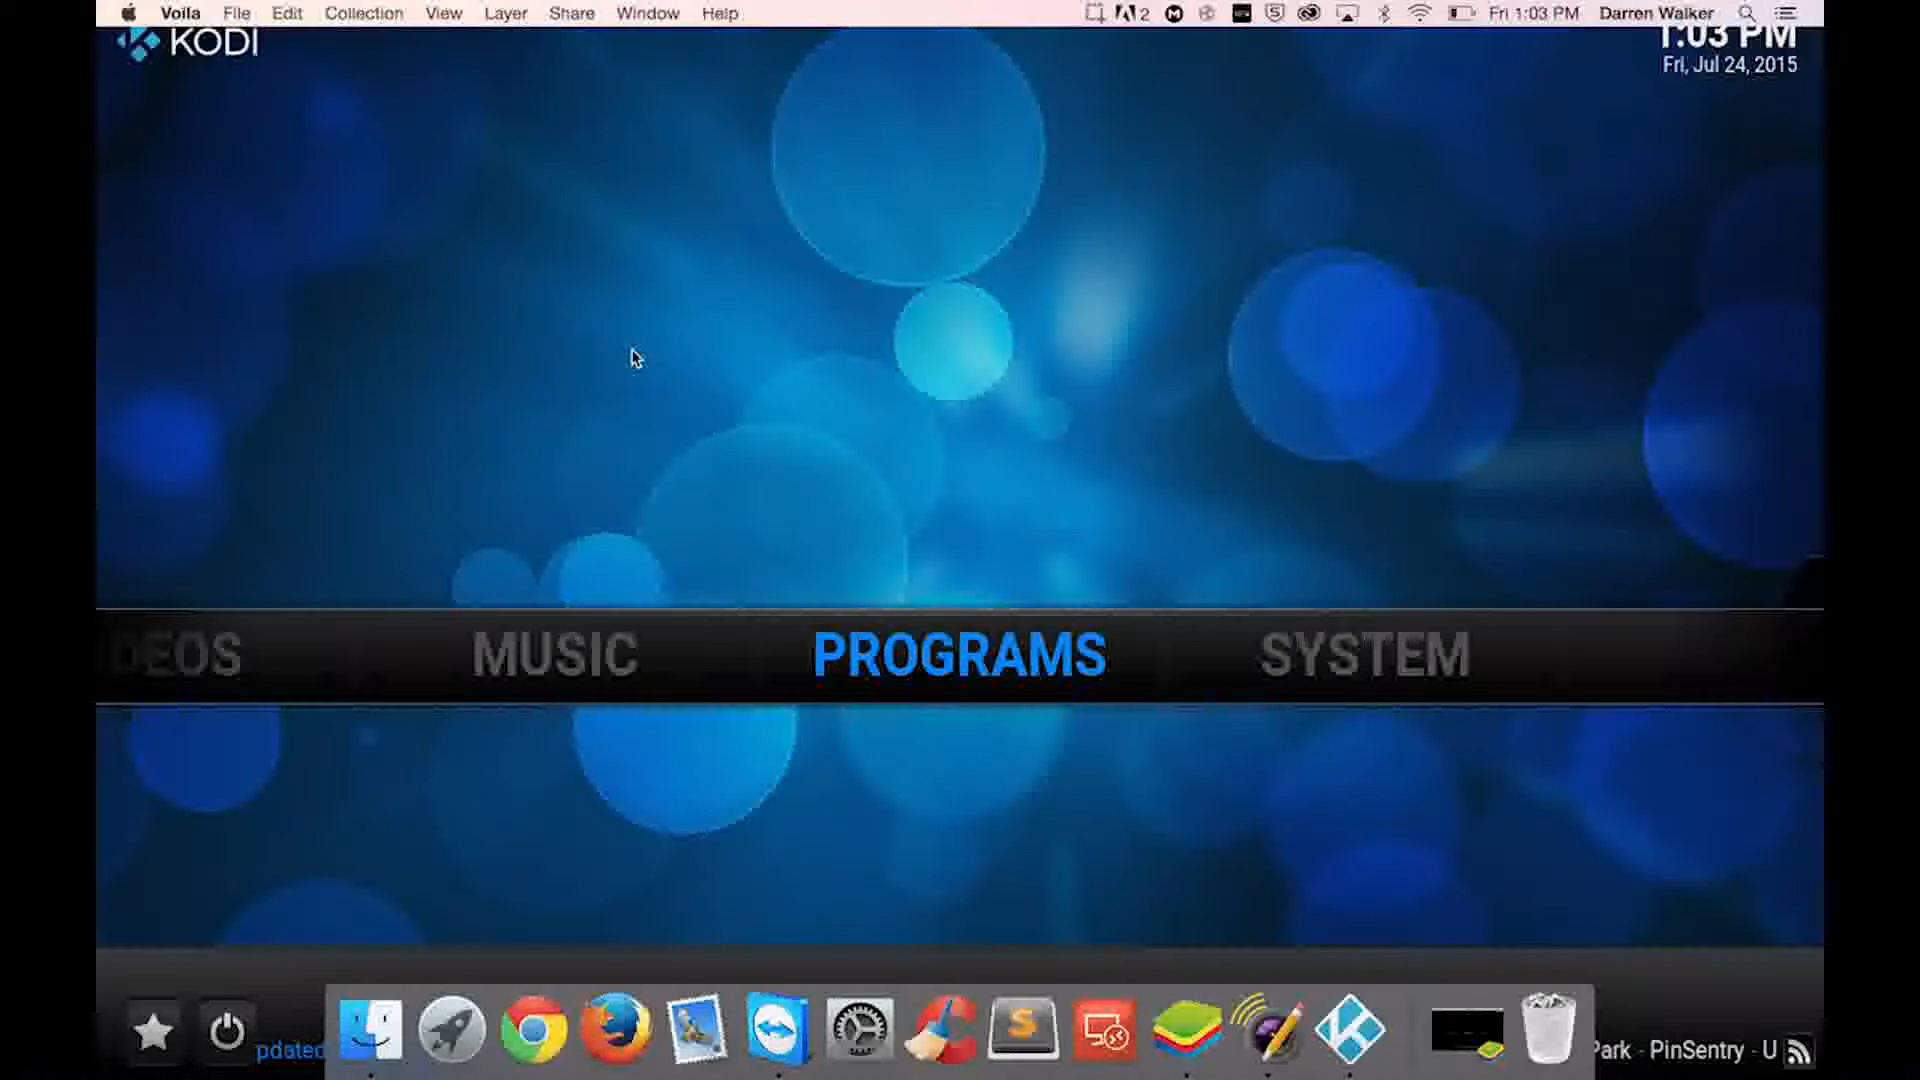 Voila File Edit Collection View Layer Share Window Help 2 Fri 1:03 PM Darren Walker
KODI
1:03 PM
Fri, Jul 24, 2015
MUSIC PROGRAMS SYSTEM
pdated
Park - PinSentry - U